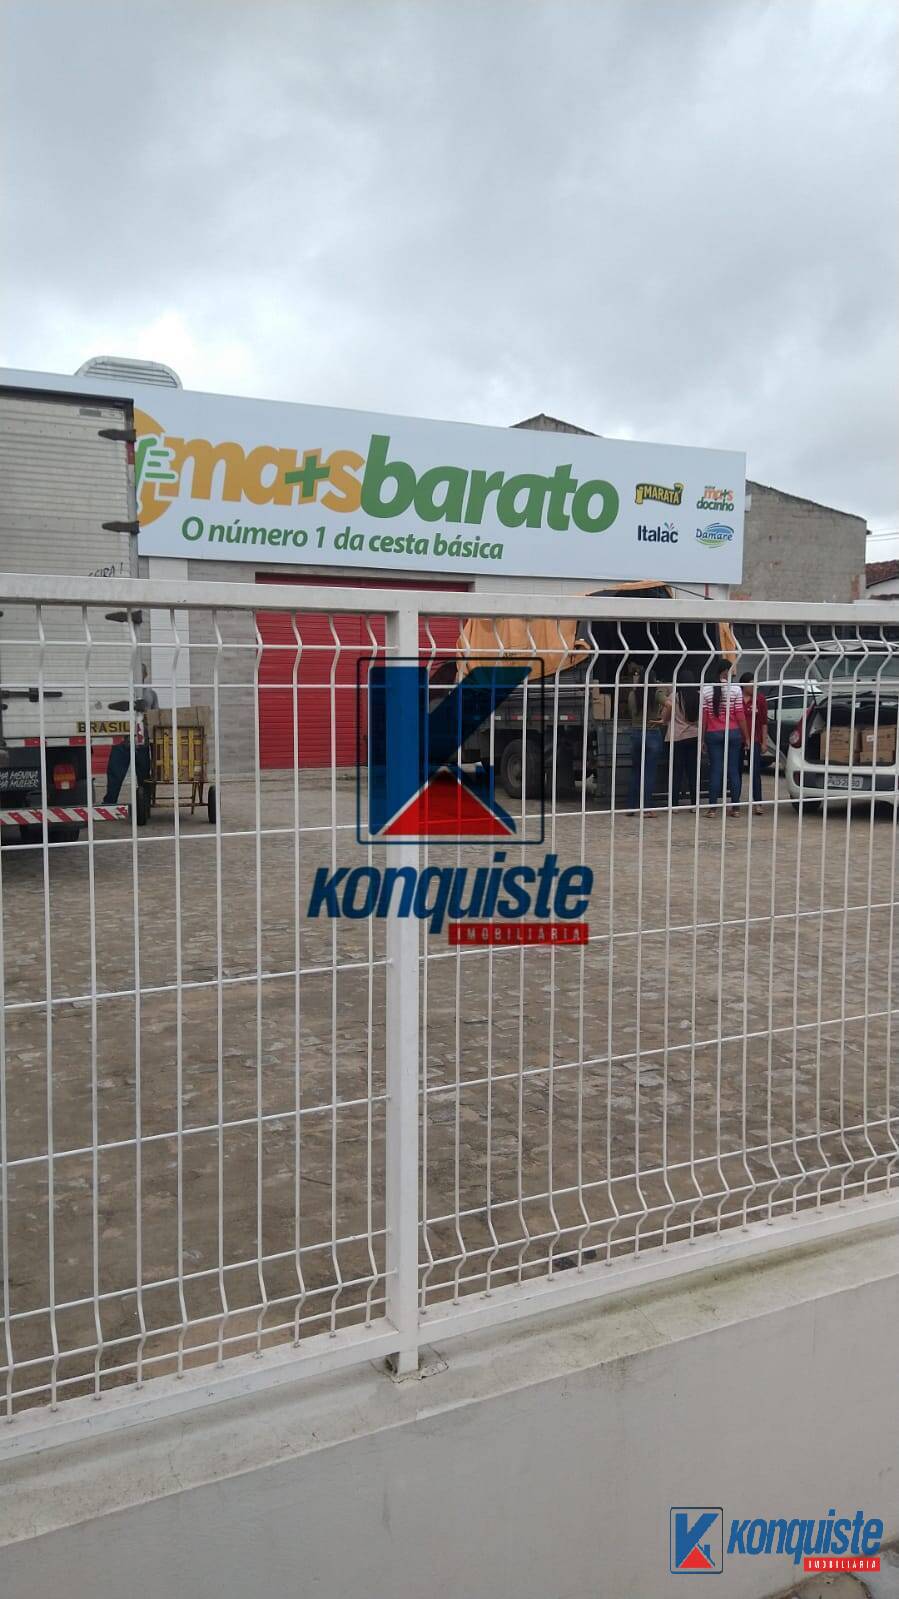 ma+sbarato
O número 1 da cesta básica
MARATÁ
ma+s
docinho
Italac
Damare
BRASIL
Konquiste
IMOBILIÁRIA
Konquiste
IMOBILIÁRIA